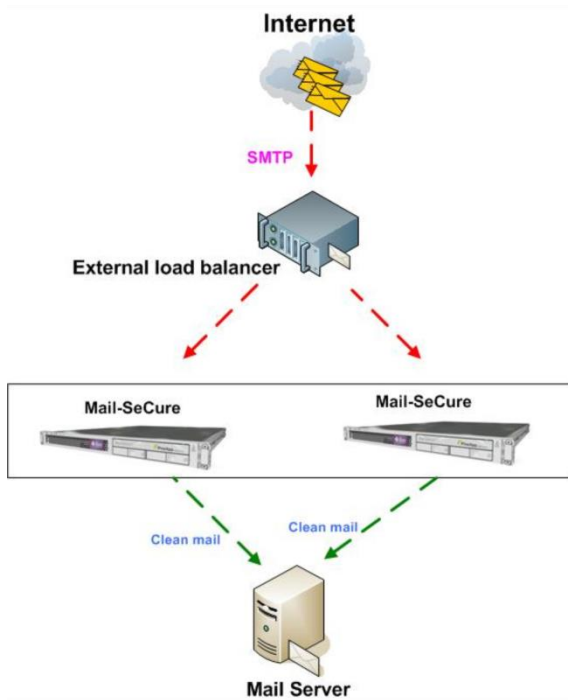 Internet
SMTP
External load balancer
Mail-SeCure
Mail-SeCure
Clean mail
Clean mail
Mail Server